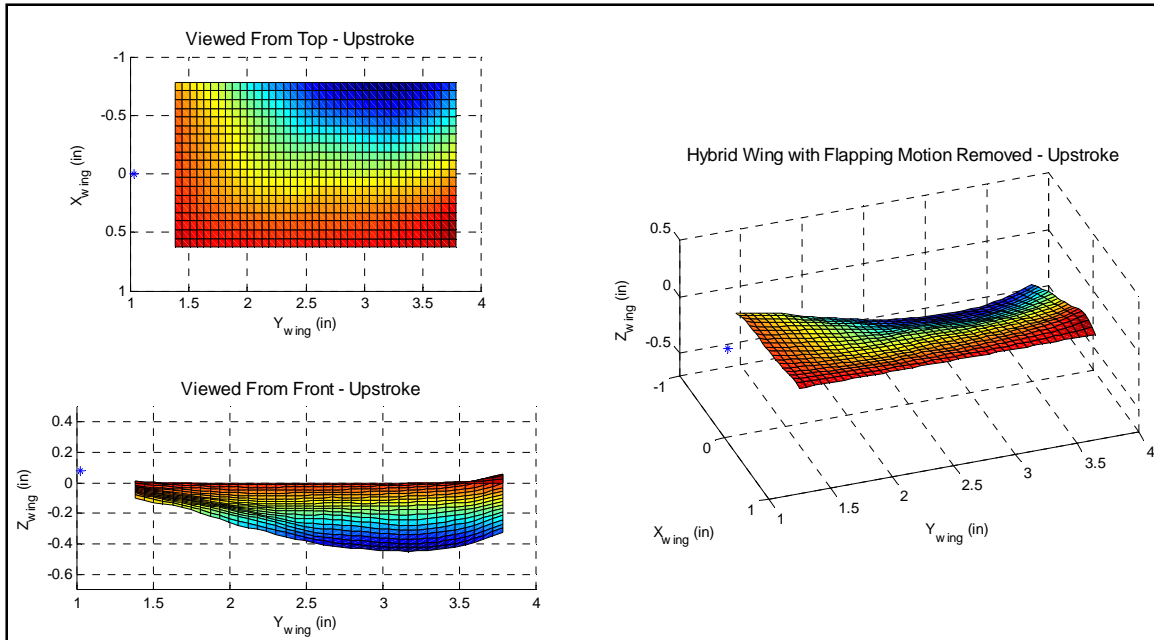 Viewed From Top - Upstroke
-1
-0.5
0
0.5
1
X wing (in)
1 1.5 2 2.5 3 3.5 4
Y wing (in)
Viewed From Front - Upstroke
0.4
0.2
0
-0.2
-0.4
-0.6
Z wing (in)
1 1.5 2 2.5 3 3.5 4
Y wing (in)
Hybrid Wing with Flapping Motion Removed - Upstroke
0.5
0
-0.5
Z wing (in)
-1
0
1
X wing (in)
1 1.5 2 2.5 3 3.5 4
Y wing (in)